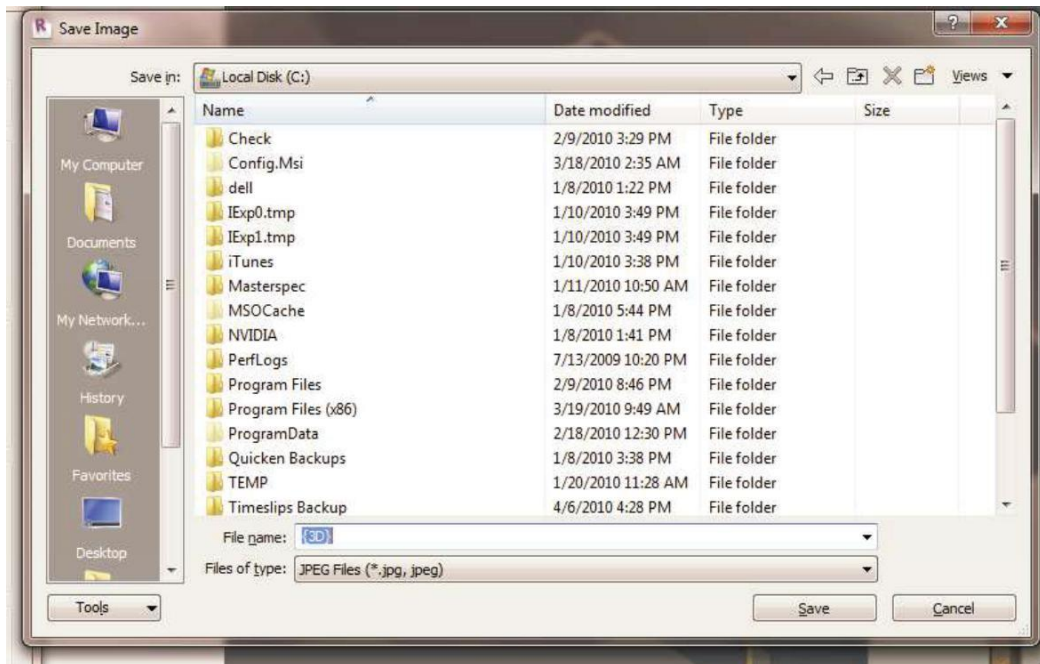 Save Image
Save in: Local Disk (C:) Views
Name Date modified Type Size
Check 2/9/2010 3:29 PM File folder
Config.Msi 3/18/2010 2:35 AM File folder
dell 1/8/2010 1:22 PM File folder
IExp0.tmp 1/10/2010 3:49 PM File folder
IExp1.tmp 1/10/2010 3:49 PM File folder
iTunes 1/10/2010 3:38 PM File folder
Masterspec 1/11/2010 10:50 AM File folder
MSOCache 1/8/2010 5:44 PM File folder
NVIDIA 1/8/2010 1:41 PM File folder
PerfLogs 7/13/2009 10:20 PM File folder
Program Files 2/9/2010 8:46 PM File folder
Program Files (x86) 3/19/2010 9:49 AM File folder
ProgramData 2/18/2010 12:30 PM File folder
Quicken Backups 1/8/2010 3:38 PM File folder
TEMP 1/20/2010 11:28 AM File folder
Timeslips Backup 4/6/2010 4:28 PM File folder
My Computer
Documents
My Network...
History
Favorites
Desktop
File name: {3D}
Files of type: JPEG Files (*.jpg, jpeg)
Tools Save Cancel